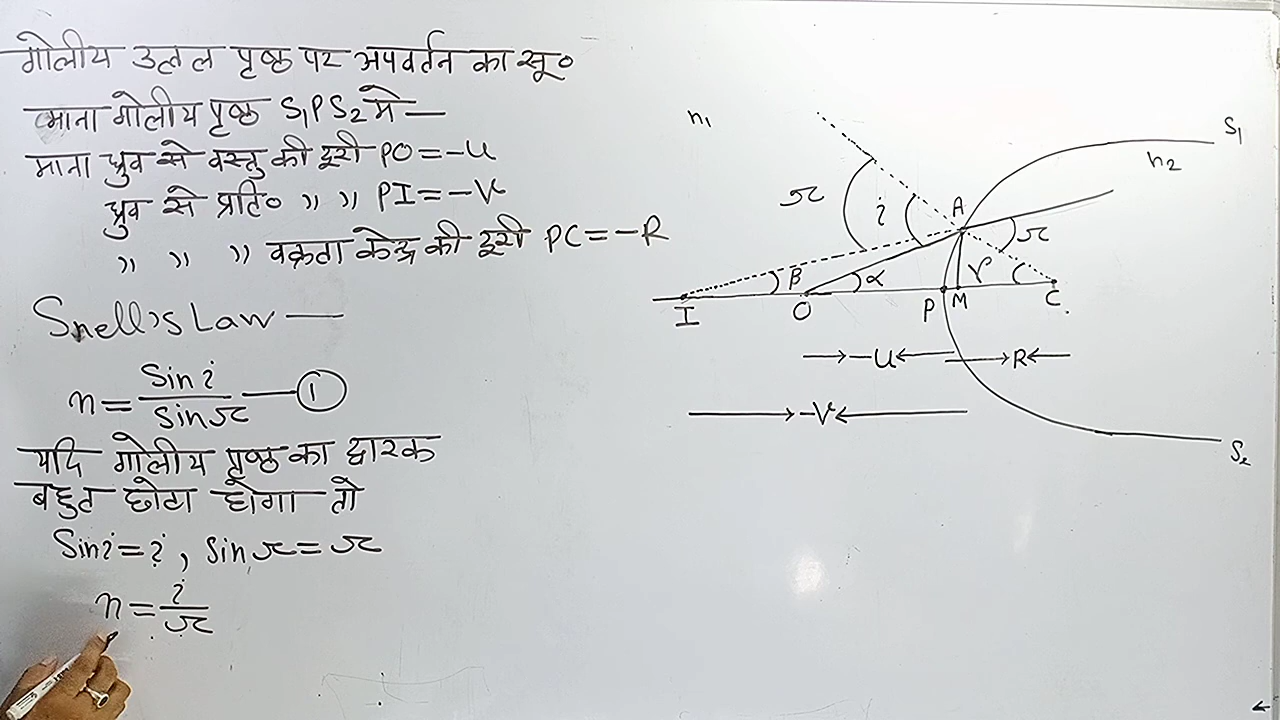 गोलीय उत्तल पृष्ठ पर अपवर्तन का सू०
माना गोलीय पृष्ठ S₁PS₂ मे —
माना ध्रुव से वस्तु की दूरी PO = -u
ध्रुव से प्रति० ,, ,, PI = -v
,, ,, ,, वक्रता केन्द्र की दूरी PC = -R
Snell's Law —
n = Sin i / Sin r — ①
यदि गोलीय पृष्ठ का द्वारक
बहुत छोटा होगा तो
Sin i = i, sin r = r
n = i / r
n₁
S₁
n₂
r
i
A
r
β
α
γ
I
O
P
M
C
-u
R
-v
S₂